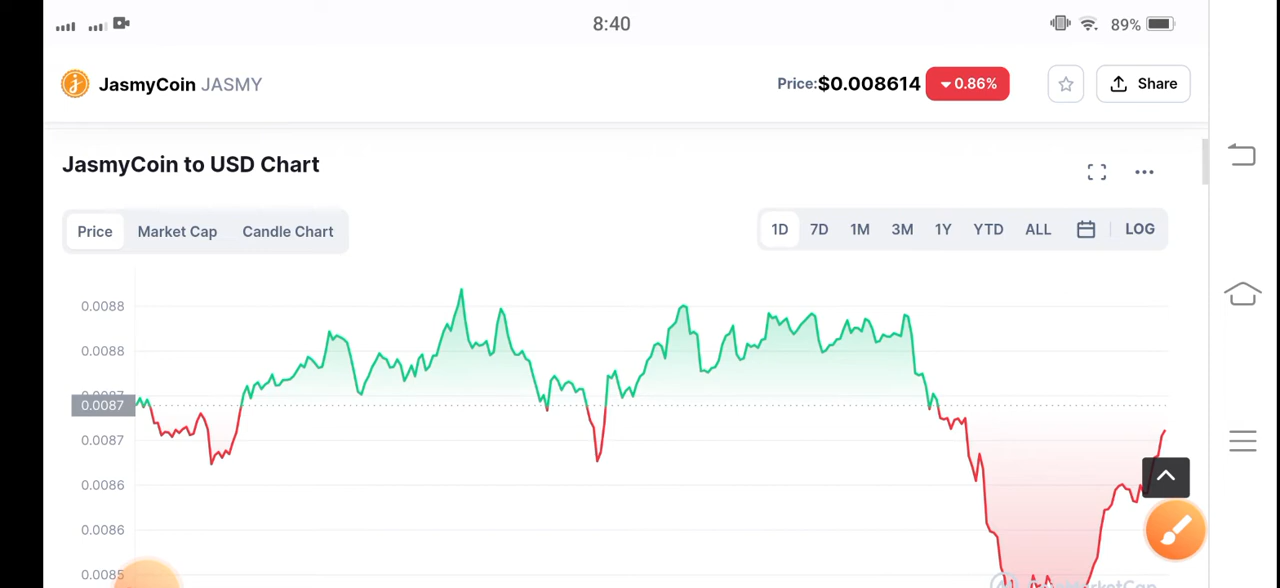 8:40
89%
JasmyCoin JASMY
Price:$0.008614 0.86%
Share
JasmyCoin to USD Chart
Price Market Cap Candle Chart
1D 7D 1M 3M 1Y YTD ALL LOG
0.0088
0.0088
0.0087
0.0087
0.0086
0.0086
0.0085